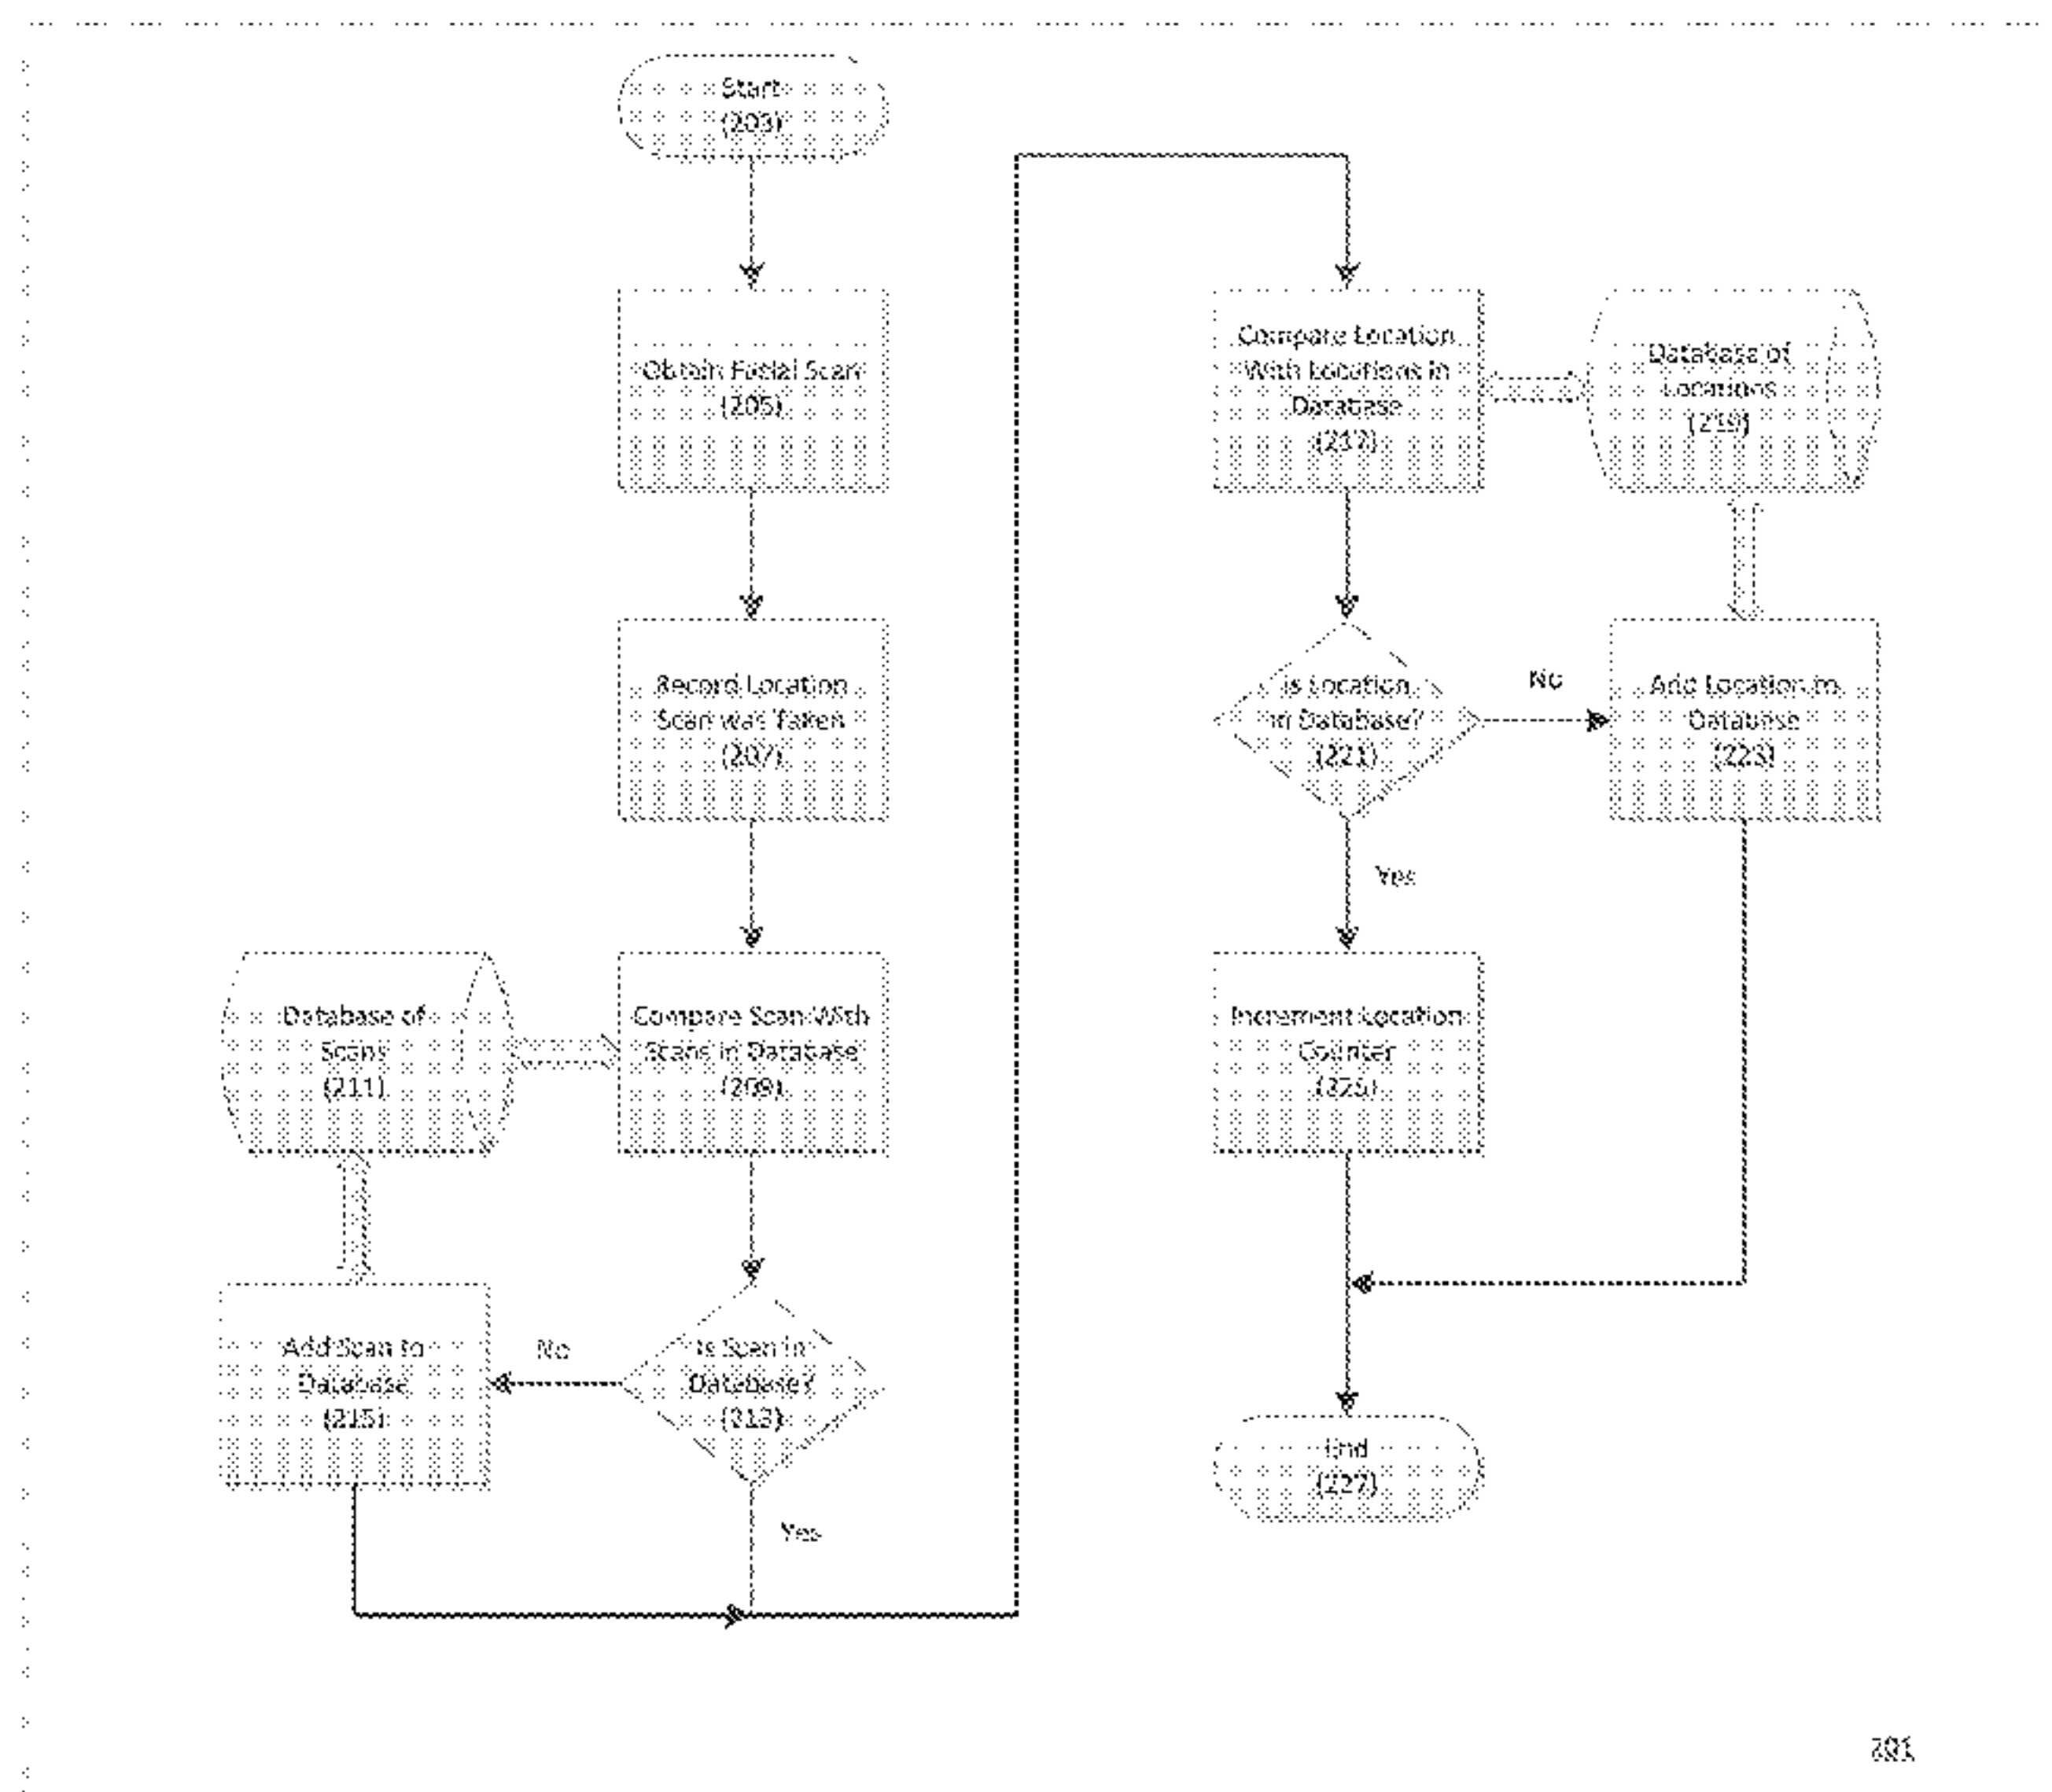 Start
(203)
Obtain Facial Scan
(205)
Record Location
Scan was Taken
(207)
Database of
Scans
(211)
Compare Scan With
Scans in Database
(209)
Add Scan to
Database
(215)
No
Is Scan in
Database?
(213)
Yes
Compare Location
With Locations in
Database
(217)
Database of
Locations
(219)
Is Location
in Database?
(221)
No
Add Location to
Database
(223)
Yes
Increment Location
Counter
(225)
End
(227)
201